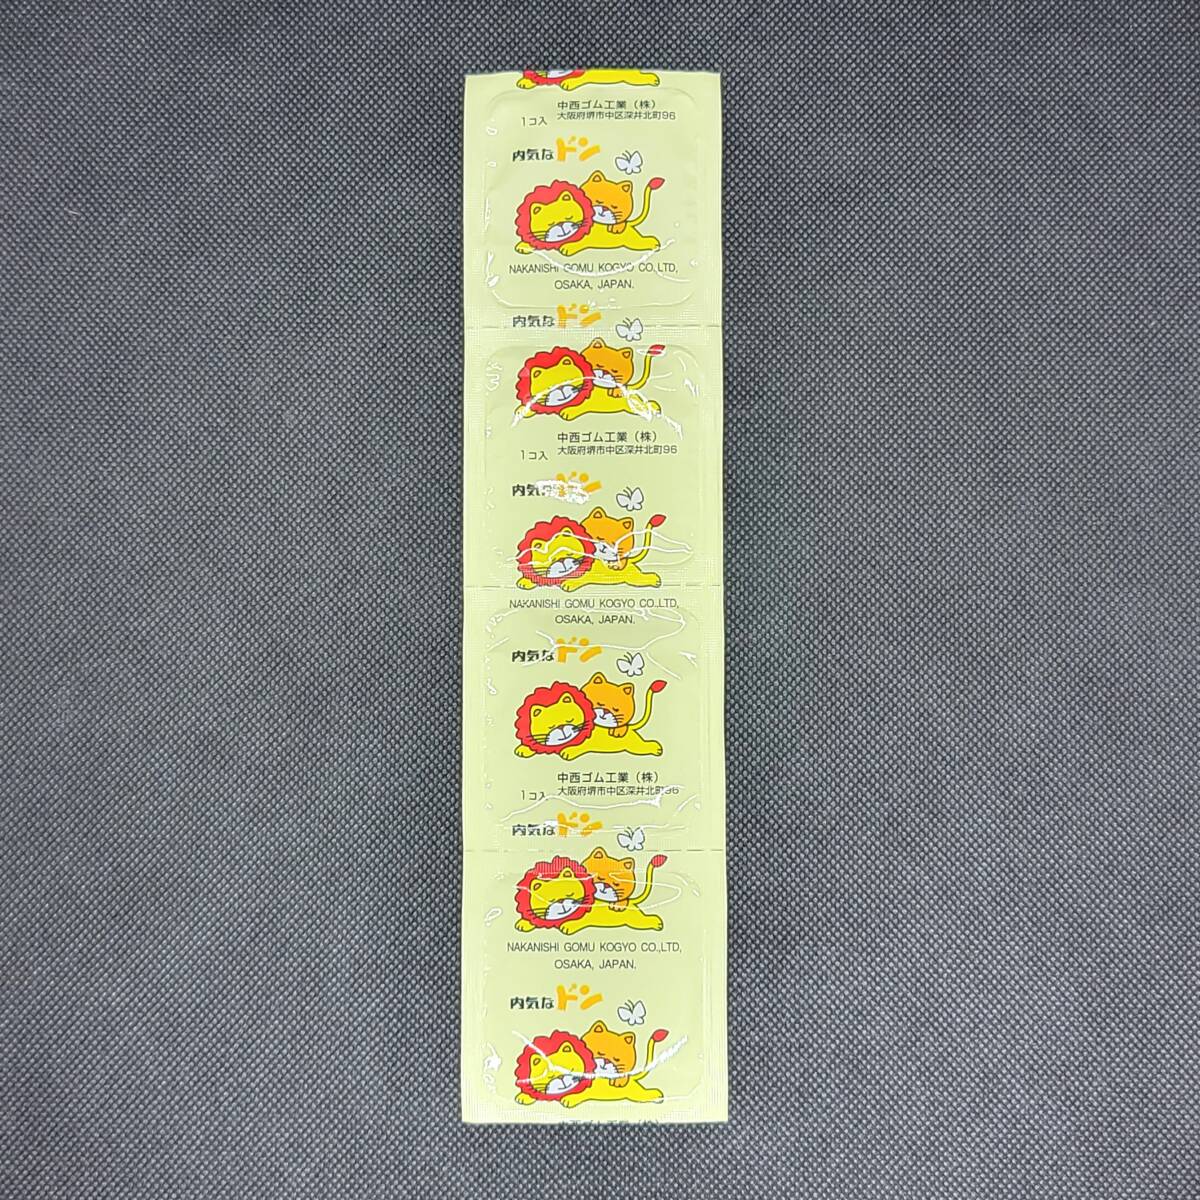 中西ゴム工業（株）
1コ入 大阪府堺市中区深井北町96
内気なドン
NAKANISHI GOMU KOGYO CO.,LTD,
OSAKA, JAPAN.
内気なドン
中西ゴム工業（株）
1コ入 大阪府堺市中区深井北町96
内気なドン
NAKANISHI GOMU KOGYO CO.,LTD,
OSAKA, JAPAN.
内気なドン
中西ゴム工業（株）
1コ入 大阪府堺市中区深井北町96
内気なドン
NAKANISHI GOMU KOGYO CO.,LTD,
OSAKA, JAPAN.
内気なドン